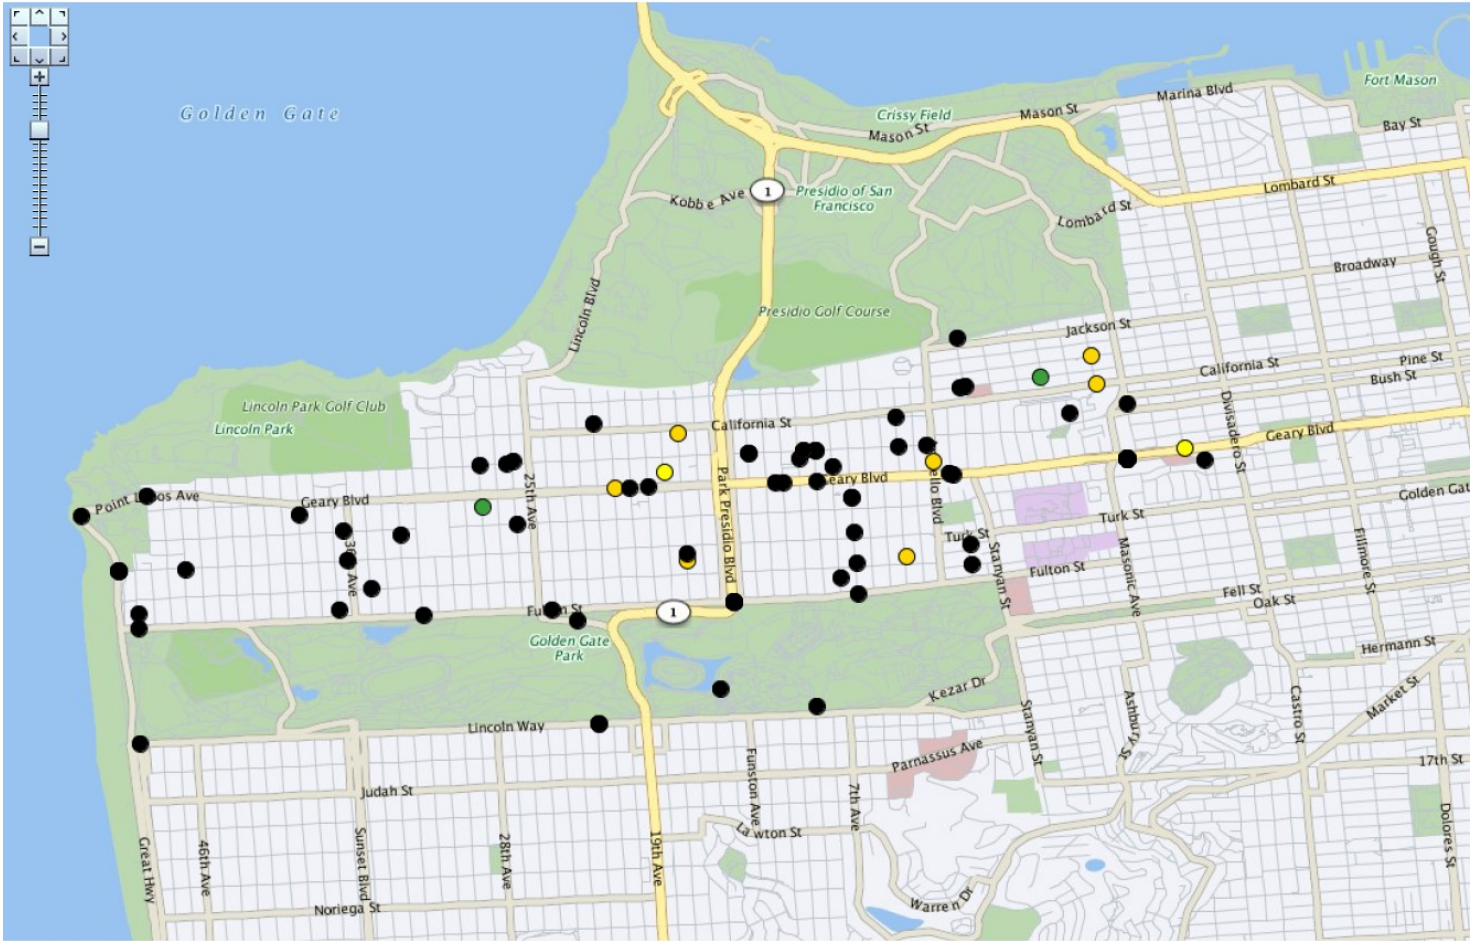 Fort Mason
Marina Blvd
Golden Gate
Crissy Field
Mason St
Mason St
Bay St
Lombard St
Kobbe Ave
1
Presidio of San
Francisco
Lombard St
Gough St
Broadway
Lincoln Blvd
Presidio Golf Course
Jackson St
Pine St
California St
Bush St
Lincoln Park Golf Club
Lincoln Park
California St
Divisadero St
Geary Blvd
Point Lobos Ave
Geary Blvd
25th Ave
Park Presidio Blvd
Geary Blvd
ello Blvd
Golden Gat
Turk St
Turk St
36 Ave
Stanyan St
Masonic Ave
Fillmore St
Fulton St
Fulton St
1
Fell St
Oak St
Golden Gate
Park
Hermann St
Kezar Dr
Market St
Lincoln Way
Stanyan St
Ashbury St
Castro St
Parnassus Ave
17th St
Judah St
Funston Ave
7th Ave
Lawton St
Great Hwy
46th Ave
Sunset Blvd
28th Ave
19th Ave
Dolores St
Warren Dr
Noriega St